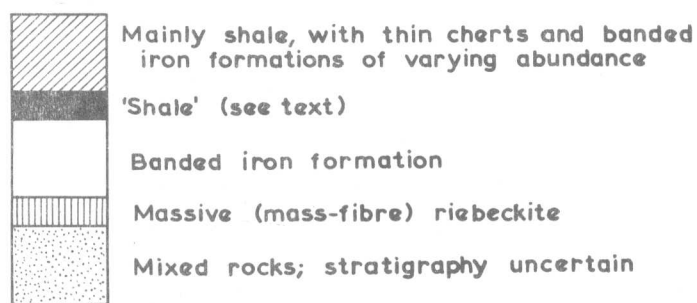 Mainly shale, with thin cherts and banded
iron formations of varying abundance
'Shale' (see text)
Banded iron formation
Massive (mass-fibre) riebeckite
Mixed rocks; stratigraphy uncertain